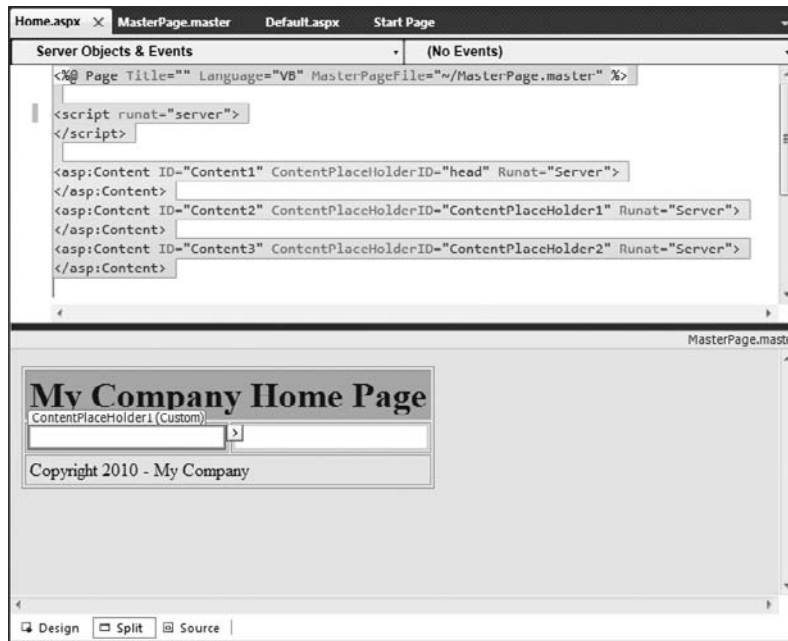 Home.aspx × MasterPage.master Default.aspx Start Page
Server Objects & Events (No Events)
<%@ Page Title="" Language="VB" MasterPageFile="~/MasterPage.master" %>
<script runat="server">
</script>
<asp:Content ID="Content1" ContentPlaceHolderID="head" Runat="Server">
</asp:Content>
<asp:Content ID="Content2" ContentPlaceHolderID="ContentPlaceHolder1" Runat="Server">
</asp:Content>
<asp:Content ID="Content3" ContentPlaceHolderID="ContentPlaceHolder2" Runat="Server">
</asp:Content>
MasterPage.maste
My Company Home Page
ContentPlaceHolder1 (Custom)
>
Copyright 2010 - My Company
Design Split Source